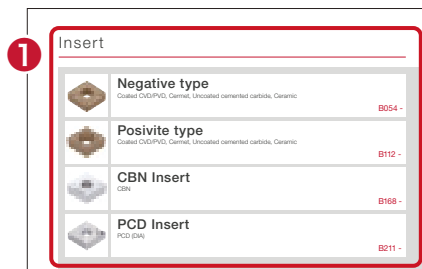 1
Insert
Negative type
Coated CVD/PVD, Cermet, Uncoated cemented carbide, Ceramic
B054 -
Posivite type
Coated CVD/PVD, Cermet, Uncoated cemented carbide, Ceramic
B112 -
CBN Insert
CBN
B168 -
PCD Insert
PCD (DIA)
B211 -